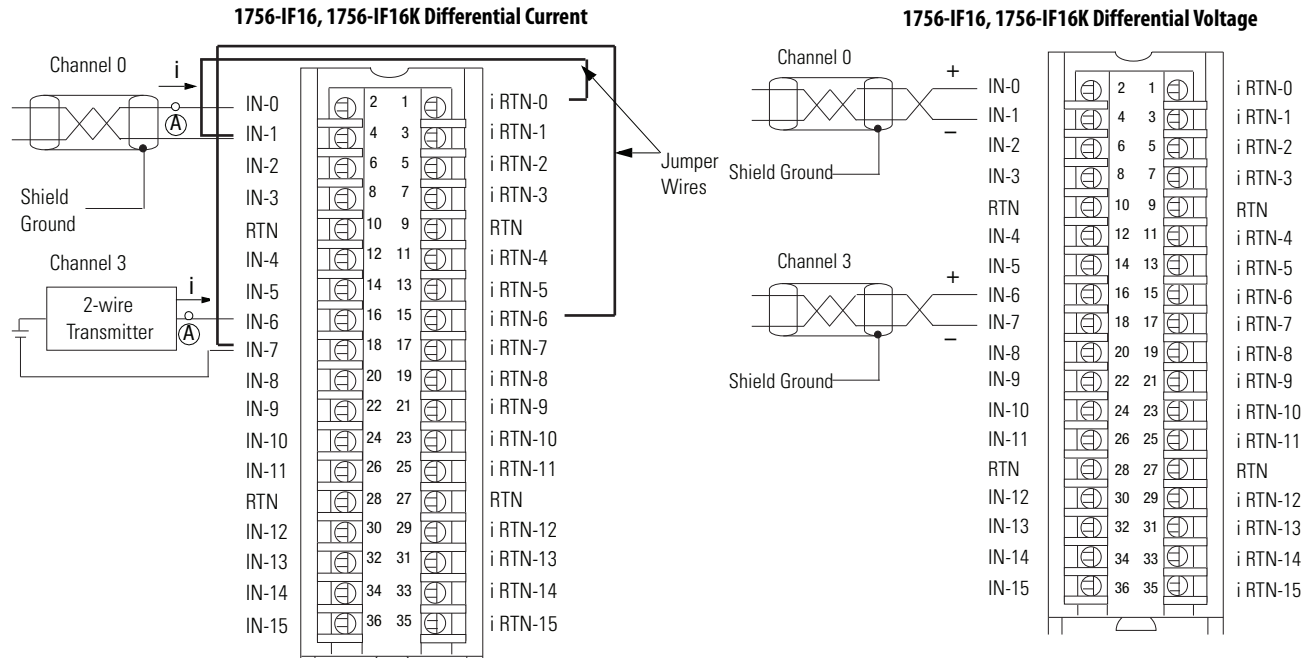 1756-IF16, 1756-IF16K Differential Current
Channel 0
i
A
Shield
Ground
Channel 3
i
2-wire
Transmitter
A
Jumper
Wires
IN-0 2 1 i RTN-0
IN-1 4 3 i RTN-1
IN-2 6 5 i RTN-2
IN-3 8 7 i RTN-3
RTN 10 9 RTN
IN-4 12 11 i RTN-4
IN-5 14 13 i RTN-5
IN-6 16 15 i RTN-6
IN-7 18 17 i RTN-7
IN-8 20 19 i RTN-8
IN-9 22 21 i RTN-9
IN-10 24 23 i RTN-10
IN-11 26 25 i RTN-11
RTN 28 27 RTN
IN-12 30 29 i RTN-12
IN-13 32 31 i RTN-13
IN-14 34 33 i RTN-14
IN-15 36 35 i RTN-15
1756-IF16, 1756-IF16K Differential Voltage
Channel 0
+
–
Shield Ground
Channel 3
+
–
Shield Ground
IN-0 2 1 i RTN-0
IN-1 4 3 i RTN-1
IN-2 6 5 i RTN-2
IN-3 8 7 i RTN-3
RTN 10 9 RTN
IN-4 12 11 i RTN-4
IN-5 14 13 i RTN-5
IN-6 16 15 i RTN-6
IN-7 18 17 i RTN-7
IN-8 20 19 i RTN-8
IN-9 22 21 i RTN-9
IN-10 24 23 i RTN-10
IN-11 26 25 i RTN-11
RTN 28 27 RTN
IN-12 30 29 i RTN-12
IN-13 32 31 i RTN-13
IN-14 34 33 i RTN-14
IN-15 36 35 i RTN-15